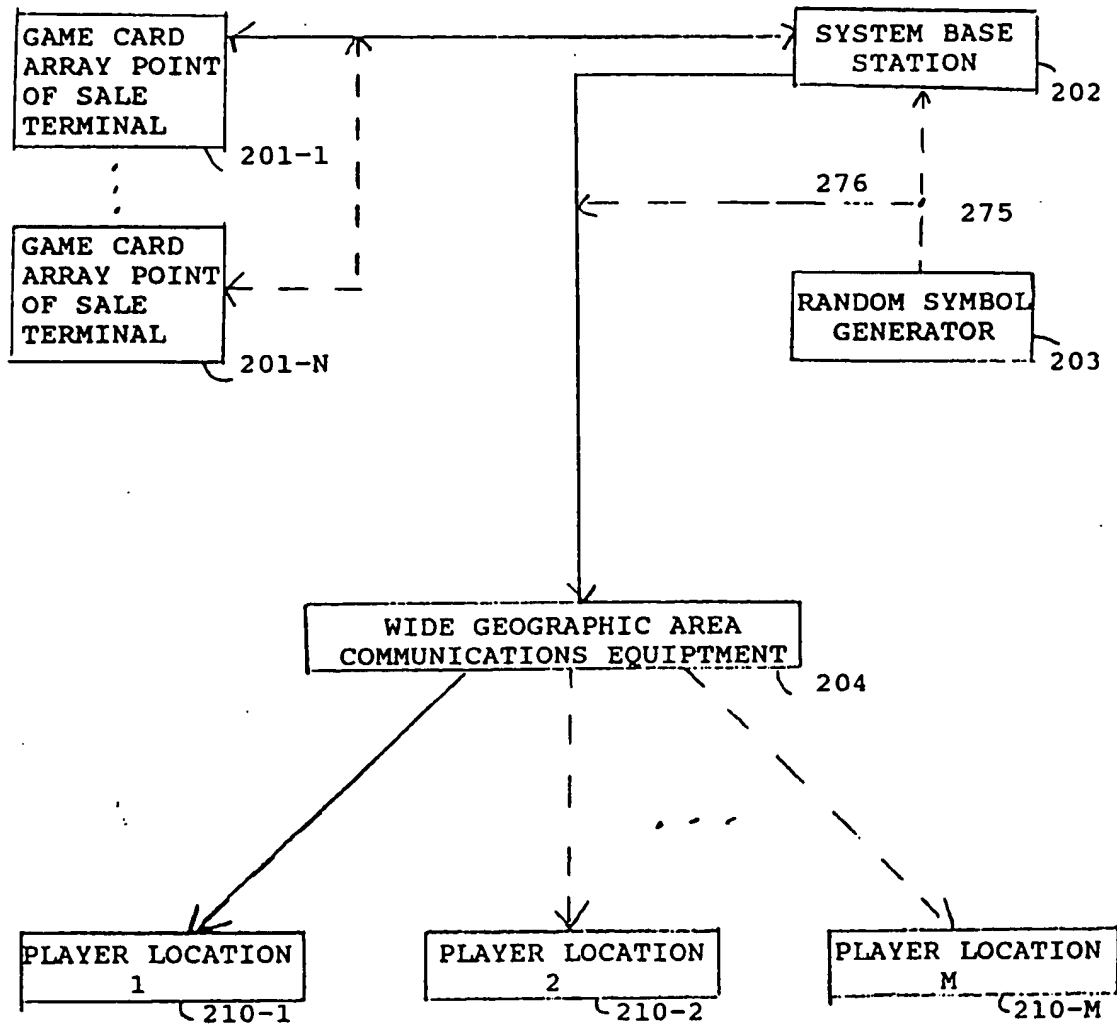 GAME CARD
ARRAY POINT
OF SALE
TERMINAL
201-1
SYSTEM BASE
STATION
202
276
275
GAME CARD
ARRAY POINT
OF SALE
TERMINAL
201-N
RANDOM SYMBOL
GENERATOR
203
WIDE GEOGRAPHIC AREA
COMMUNICATIONS EQUIPTMENT
204
PLAYER LOCATION
1
210-1
PLAYER LOCATION
2
210-2
PLAYER LOCATION
M
210-M